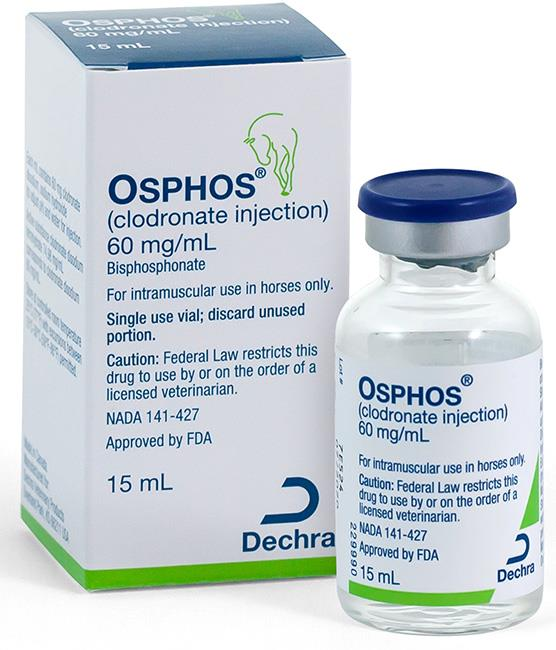 OSPHOS
(clodronate injection)
60 mg/mL
15 mL
OSPHOS®
(clodronate injection)
60 mg/mL
Bisphosphonate
For intramuscular use in horses only.
Single use vial; discard unused
portion.
Caution: Federal Law restricts this
drug to use by or on the order of a
licensed veterinarian.
NADA 141-427
Approved by FDA
15 mL
Dechra
OSPHOS®
(clodronate injection)
60 mg/mL
For intramuscular use in horses only.
Caution: Federal Law restricts this
drug to use by or on the order of a
licensed veterinarian.
NADA 141-427
Approved by FDA
15 mL
Dechra
Lot #
229990